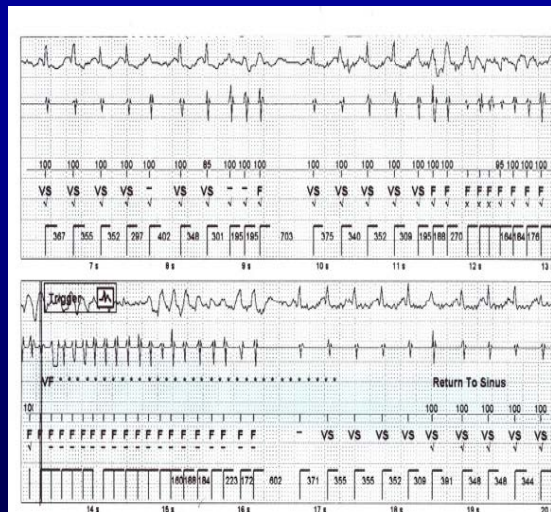 100 100 100 100 100 100 85 100 100 100 100 100 100 100 100 100 100 95 100 100 100
VS VS VS VS - VS VS - - F VS VS VS VS VS F F F F F F F F F
367 355 352 297 402 348 301 195 195 703 375 340 352 309 195 188 270 164 184 176
7 s 8 s 9 s 10 s 11 s 12 s 13
Trigger
VF
Return To Sinus
100 100 100 100 100
F F F F F F F F F F F F F F F F F F - VS VS VS VS VS VS VS VS VS
160 188 184 223 172 602 371 355 355 352 309 391 348 348 344
14 s 15 s 16 s 17 s 18 s 19 s 20